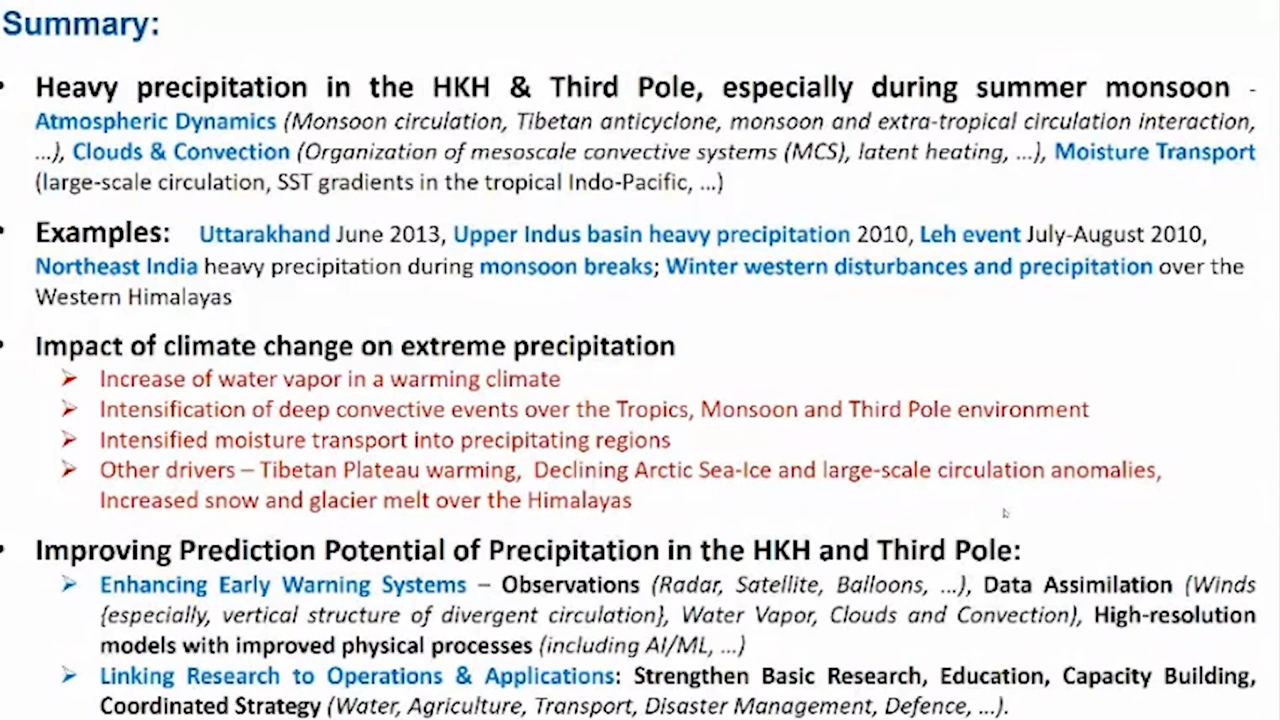 Summary:
• Heavy precipitation in the HKH & Third Pole, especially during summer monsoon -
Atmospheric Dynamics (Monsoon circulation, Tibetan anticyclone, monsoon and extra-tropical circulation interaction,
...), Clouds & Convection (Organization of mesoscale convective systems (MCS), latent heating, ...), Moisture Transport
(large-scale circulation, SST gradients in the tropical Indo-Pacific, ...)
• Examples: Uttarakhand June 2013, Upper Indus basin heavy precipitation 2010, Leh event July-August 2010,
Northeast India heavy precipitation during monsoon breaks; Winter western disturbances and precipitation over the
Western Himalayas
• Impact of climate change on extreme precipitation
➢ Increase of water vapor in a warming climate
➢ Intensification of deep convective events over the Tropics, Monsoon and Third Pole environment
➢ Intensified moisture transport into precipitating regions
➢ Other drivers – Tibetan Plateau warming, Declining Arctic Sea-Ice and large-scale circulation anomalies,
Increased snow and glacier melt over the Himalayas
• Improving Prediction Potential of Precipitation in the HKH and Third Pole:
➢ Enhancing Early Warning Systems – Observations (Radar, Satellite, Balloons, ...), Data Assimilation (Winds
{especially, vertical structure of divergent circulation}, Water Vapor, Clouds and Convection), High-resolution
models with improved physical processes (including AI/ML, ...)
➢ Linking Research to Operations & Applications: Strengthen Basic Research, Education, Capacity Building,
Coordinated Strategy (Water, Agriculture, Transport, Disaster Management, Defence, ...).